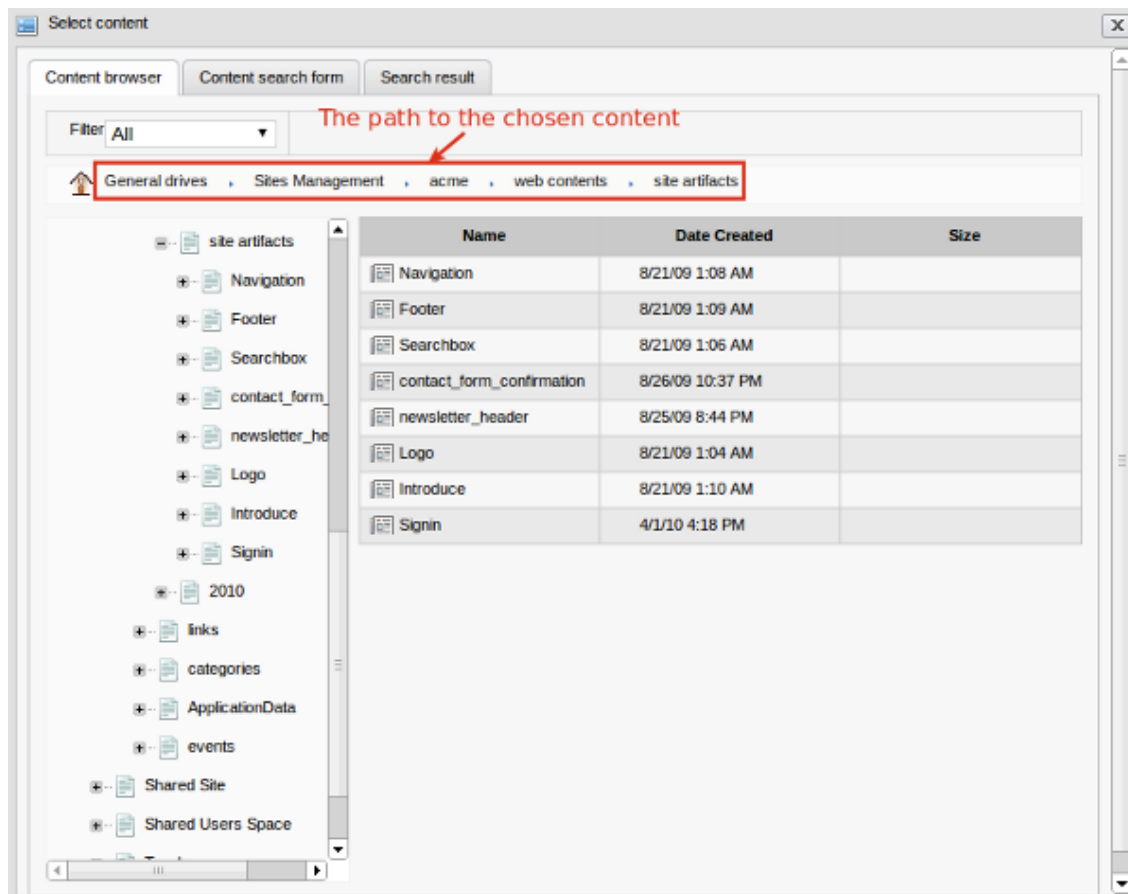 Select content
X
Content browser Content search form Search result
The path to the chosen content
Filter All
General drives Sites Management acme web contents site artifacts
site artifacts
Navigation
Footer
Searchbox
contact_form_
newsletter_he
Logo
Introduce
Signin
2010
links
categories
ApplicationData
events
Shared Site
Shared Users Space
Name Date Created Size
Navigation 8/21/09 1:08 AM
Footer 8/21/09 1:09 AM
Searchbox 8/21/09 1:06 AM
contact_form_confirmation 8/26/09 10:37 PM
newsletter_header 8/25/09 8:44 PM
Logo 8/21/09 1:04 AM
Introduce 8/21/09 1:10 AM
Signin 4/1/10 4:18 PM